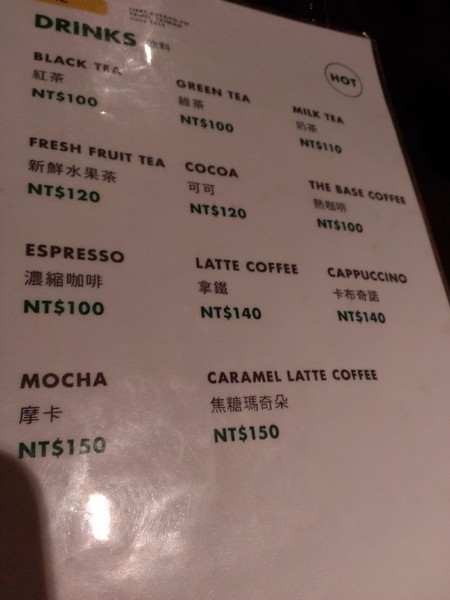 DRINKS 飲料
HOT
BLACK TEA
紅茶
NT$100
GREEN TEA
綠茶
NT$100
MILK TEA
奶茶
NT$110
FRESH FRUIT TEA
新鮮水果茶
NT$120
COCOA
可可
NT$120
THE BASE COFFEE
熱咖啡
NT$100
ESPRESSO
濃縮咖啡
NT$100
LATTE COFFEE
拿鐵
NT$140
CAPPUCCINO
卡布奇諾
NT$140
MOCHA
摩卡
NT$150
CARAMEL LATTE COFFEE
焦糖瑪奇朵
NT$150